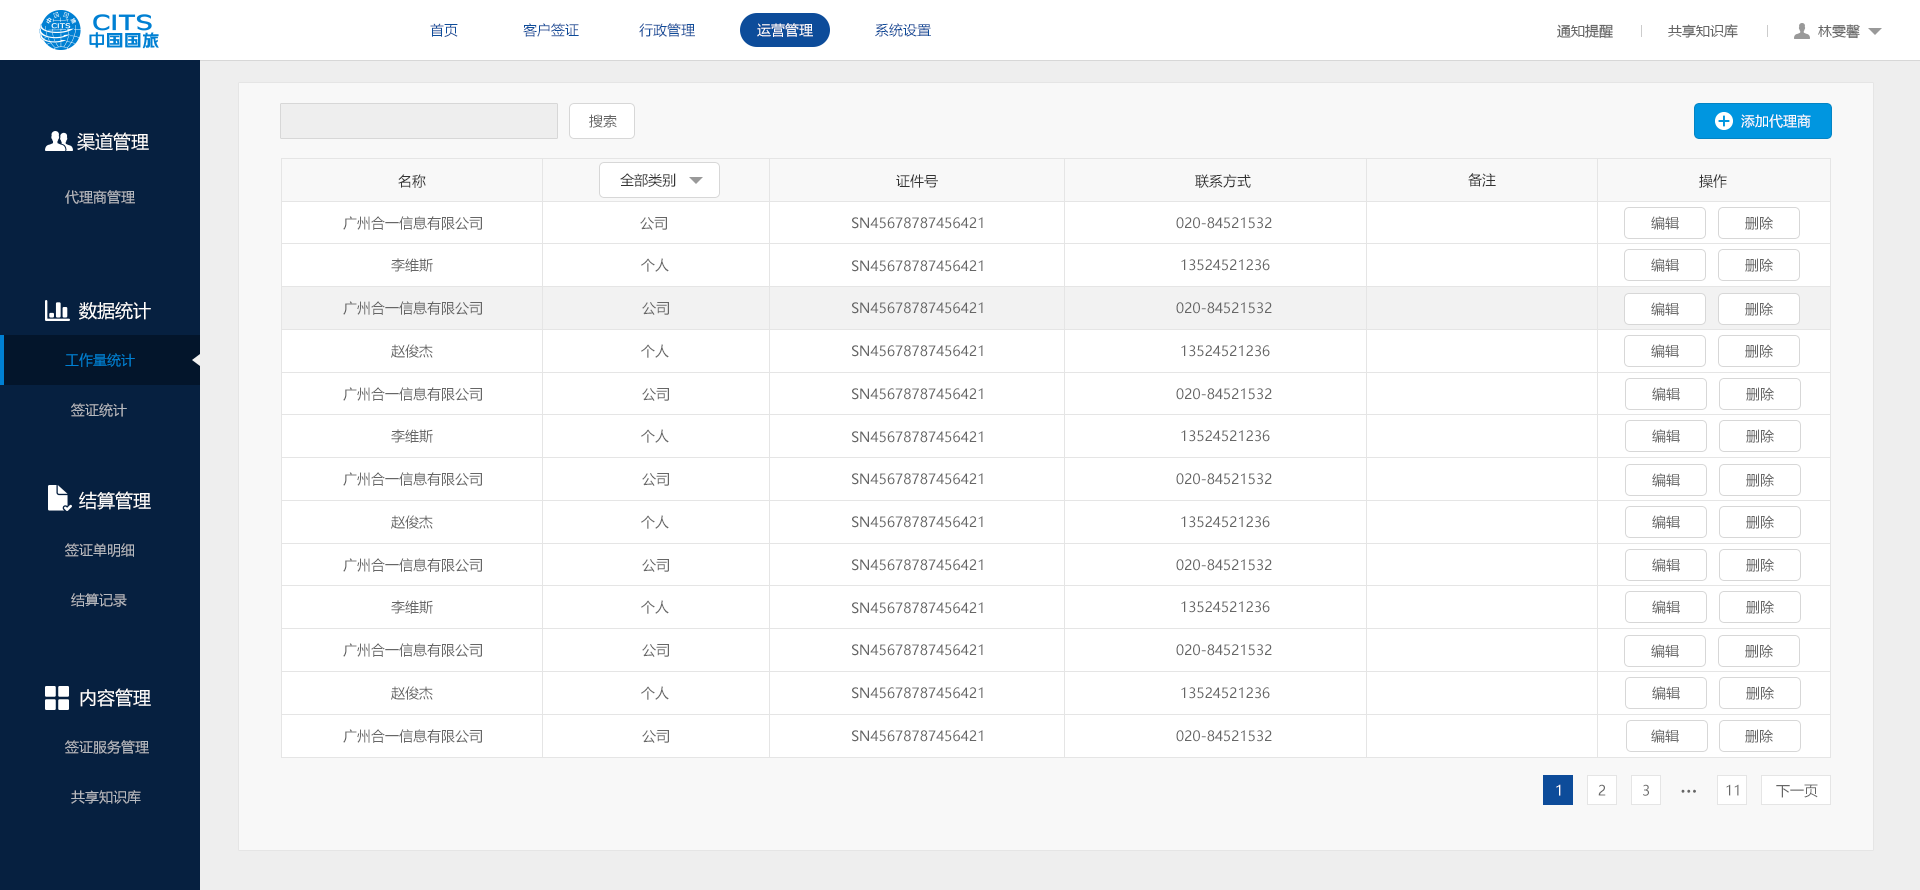 CITS
中国国旅
CITS
首页 客户签证 行政管理 运营管理 系统设置
通知提醒 共享知识库 林雯馨
渠道管理
代理商管理
数据统计
工作量统计
签证统计
结算管理
签证单明细
结算记录
内容管理
签证服务管理
共享知识库
搜索 添加代理商
名称 全部类别 证件号 联系方式 备注 操作
广州合一信息有限公司 公司 SN45678787456421 020-84521532 编辑 删除
李维斯 个人 SN45678787456421 13524521236 编辑 删除
广州合一信息有限公司 公司 SN45678787456421 020-84521532 编辑 删除
赵俊杰 个人 SN45678787456421 13524521236 编辑 删除
广州合一信息有限公司 公司 SN45678787456421 020-84521532 编辑 删除
李维斯 个人 SN45678787456421 13524521236 编辑 删除
广州合一信息有限公司 公司 SN45678787456421 020-84521532 编辑 删除
赵俊杰 个人 SN45678787456421 13524521236 编辑 删除
广州合一信息有限公司 公司 SN45678787456421 020-84521532 编辑 删除
李维斯 个人 SN45678787456421 13524521236 编辑 删除
广州合一信息有限公司 公司 SN45678787456421 020-84521532 编辑 删除
赵俊杰 个人 SN45678787456421 13524521236 编辑 删除
广州合一信息有限公司 公司 SN45678787456421 020-84521532 编辑 删除
1 2 3 ••• 11 下一页